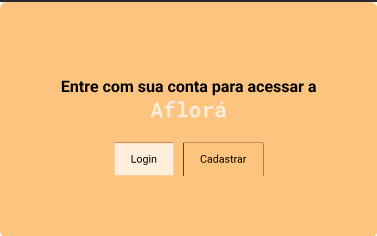 Entre com sua conta para acessar a
Aflorá
Login
Cadastrar